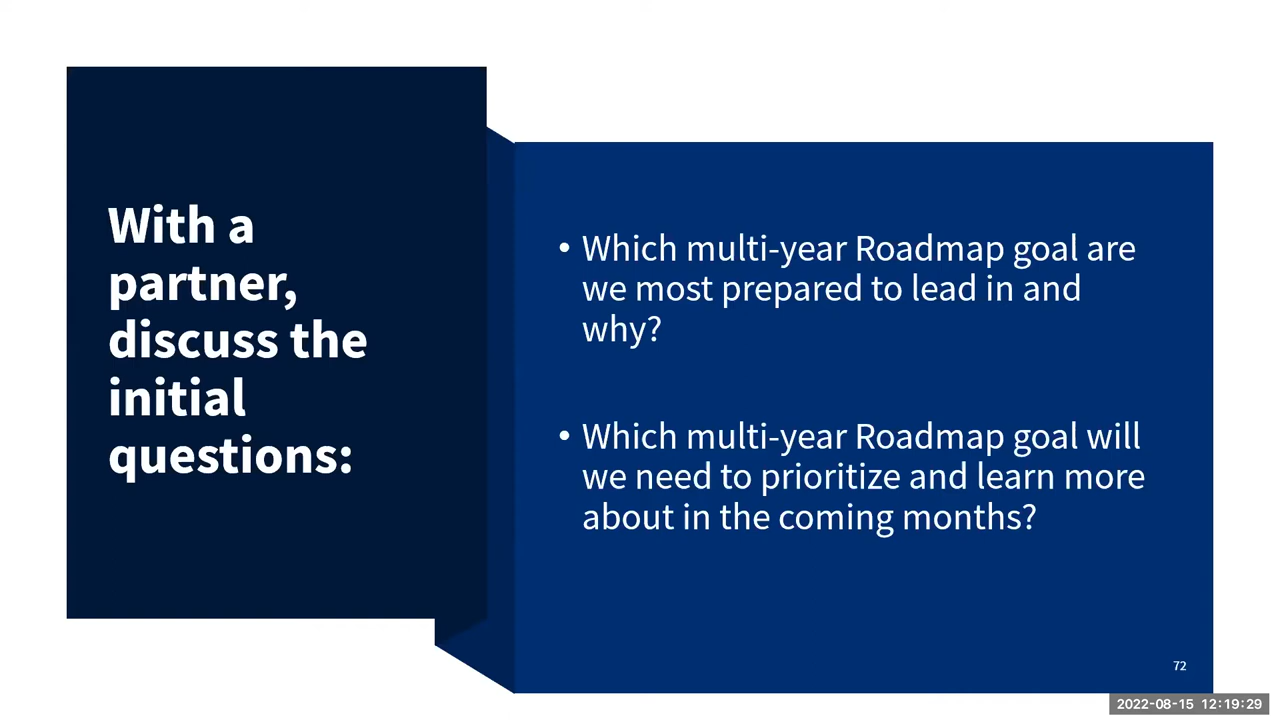 With a
partner,
discuss the
initial
questions:
• Which multi-year Roadmap goal are
we most prepared to lead in and
why?
• Which multi-year Roadmap goal will
we need to prioritize and learn more
about in the coming months?
72
2022-08-15 12:19:29